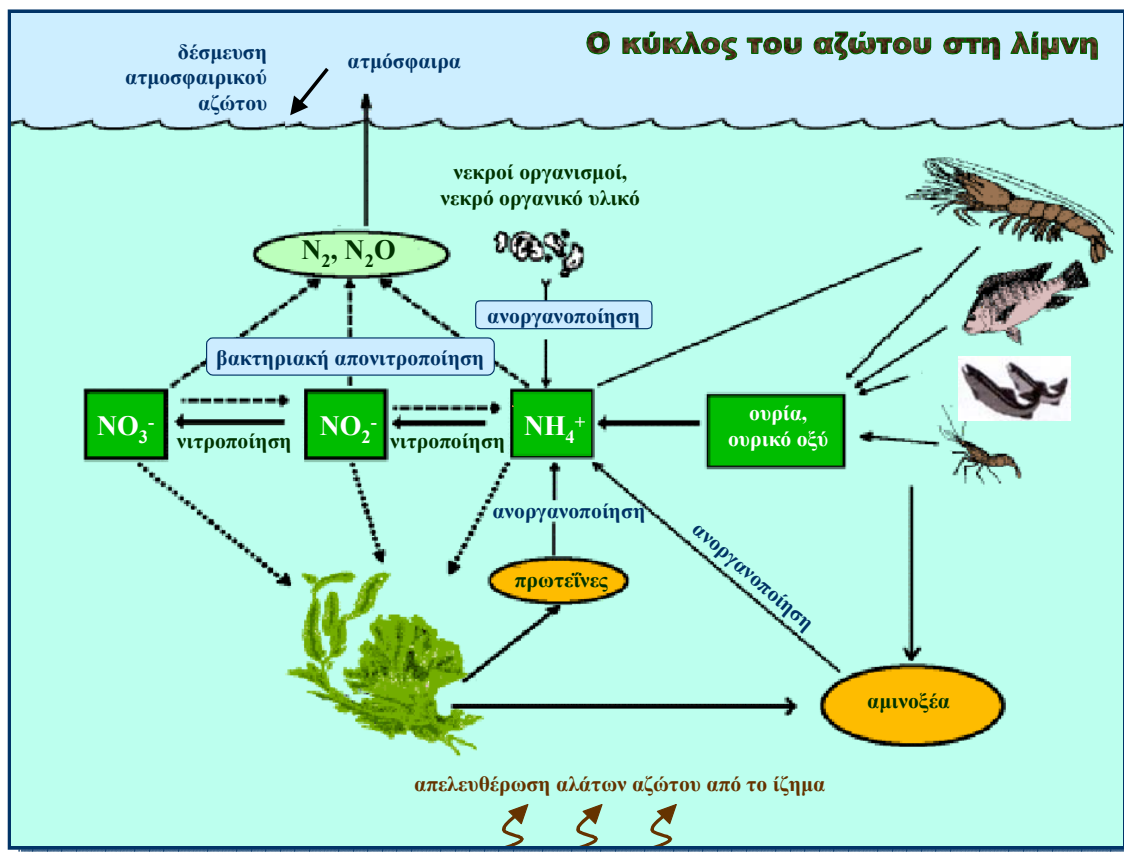 Ο κύκλος του αζώτου στη λίμνη
δέσμευση
ατμοσφαιρικού
αζώτου
ατμόσφαιρα
νεκροί οργανισμοί,
νεκρό οργανικό υλικό
N₂, N₂O
ανοργανοποίηση
βακτηριακή απονιτροποίηση
NO₃⁻
νιτροποίηση
NO₂⁻
νιτροποίηση
NH₄⁺
ουρία,
ουρικό οξύ
ανοργανοποίηση
ανοργανοποίηση
πρωτεΐνες
αμινοξέα
απελευθέρωση αλάτων αζώτου από το ίζημα